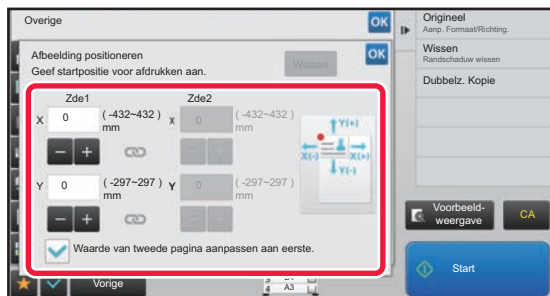 Overige
OK
Afbeelding positioneren
Geef startpositie voor afdrukken aan.
Wissen
OK
Zde1
Zde2
X 0 ( -432~432 ) mm
x 0 ( -432~432 ) mm
Y(+)
X(-) X(+)
Y(-)
Y 0 ( -297~297 ) mm
Y 0 ( -297~297 ) mm
Waarde van tweede pagina aanpassen aan eerste.
Vorige
4 A3
Origineel
Aanp. Formaat/Richting.
Wissen
Randschaduw wissen
Dubbelz. Kopie
Voorbeeld-
weergave
CA
Start